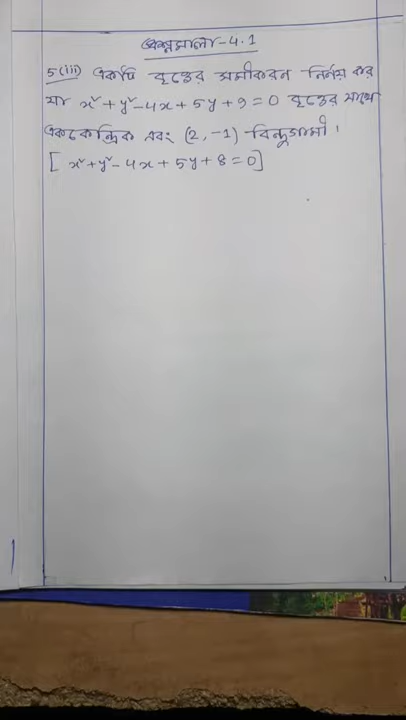 প্রশ্নমালা-4.1
5(iii) একটি বৃত্তের সমীকরন নির্ণয় কর
যা x²+y²-4x+5y+9=0 বৃত্তের সাথে
এককেন্দ্রিক এবং (2,-1) বিন্দুগামী।
[x²+y²-4x+5y+8=0]